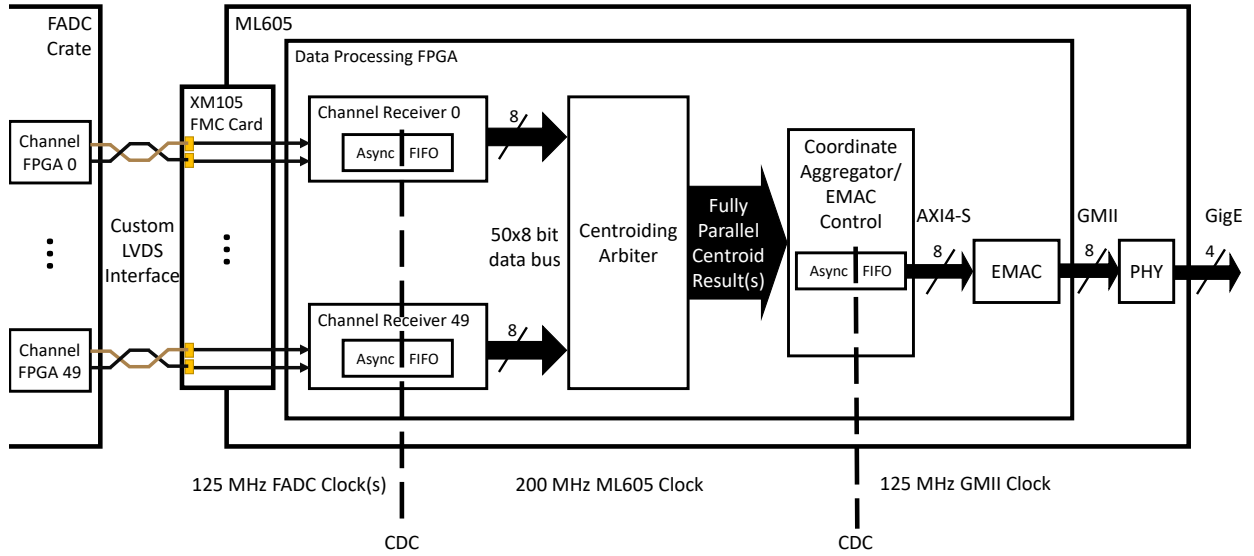 FADC
Crate
ML605
Data Processing FPGA
XM105
FMC Card
Channel
FPGA 0
Channel Receiver 0
Async
FIFO
8
Custom
LVDS
Interface
50x8 bit
data bus
Centroiding
Arbiter
Fully
Parallel
Centroid
Result(s)
Coordinate
Aggregator/
EMAC
Control
Async
FIFO
AXI4-S
8
EMAC
GMII
8
PHY
GigE
4
Channel
FPGA 49
Channel Receiver 49
Async
FIFO
8
125 MHz FADC Clock(s)
200 MHz ML605 Clock
125 MHz GMII Clock
CDC
CDC